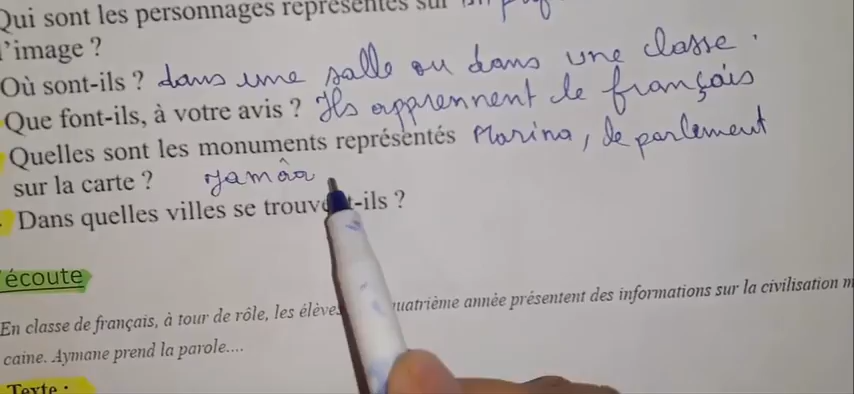 Qui sont les personnages représentés sur
l'image ?
Où sont-ils ? dans une salle ou dans une classe.
Que font-ils, à votre avis ? Ils apprennent le français
Quelles sont les monuments représentés Marina, le parlement
sur la carte ? Jamâa
Dans quelles villes se trouvent-ils ?
écoute
En classe de français, à tour de rôle, les élèves quatrième année présentent des informations sur la civilisation
caine. Aymane prend la parole....
Texte :